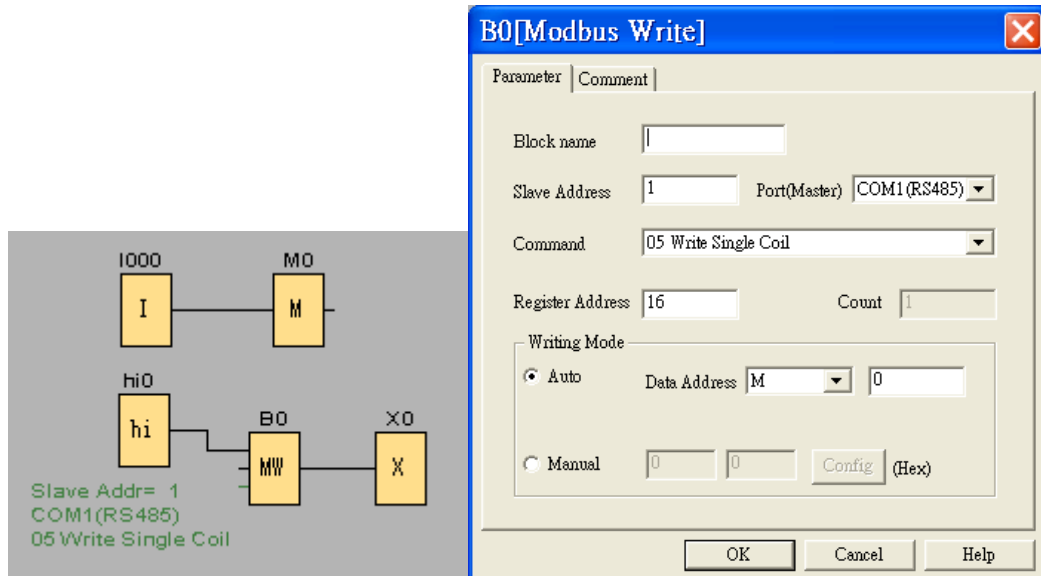 I000 M0
I M
hi0
hi
B0 X0
MW X
Slave Addr= 1
COM1(RS485)
05 Write Single Coil
B0[Modbus Write]
Parameter Comment
Block name
Slave Address 1 Port(Master) COM1(RS485)
Command 05 Write Single Coil
Register Address 16 Count 1
Writing Mode
Auto Data Address M 0
Manual 0 0 Config (Hex)
OK Cancel Help